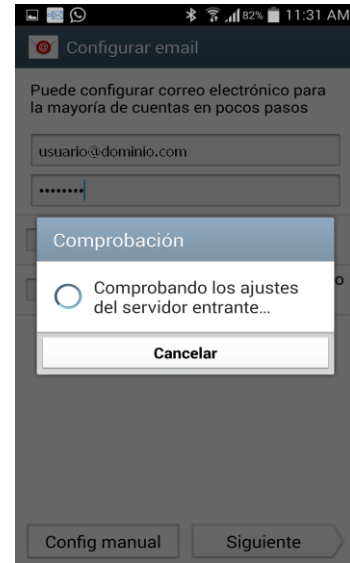 82% 11:31 AM
Configurar email
Puede configurar correo electrónico para
la mayoría de cuentas en pocos pasos
usuario@dominio.com
••••••••
Comprobación
Comprobando los ajustes
del servidor entrante...
o
Cancelar
Config manual
Siguiente